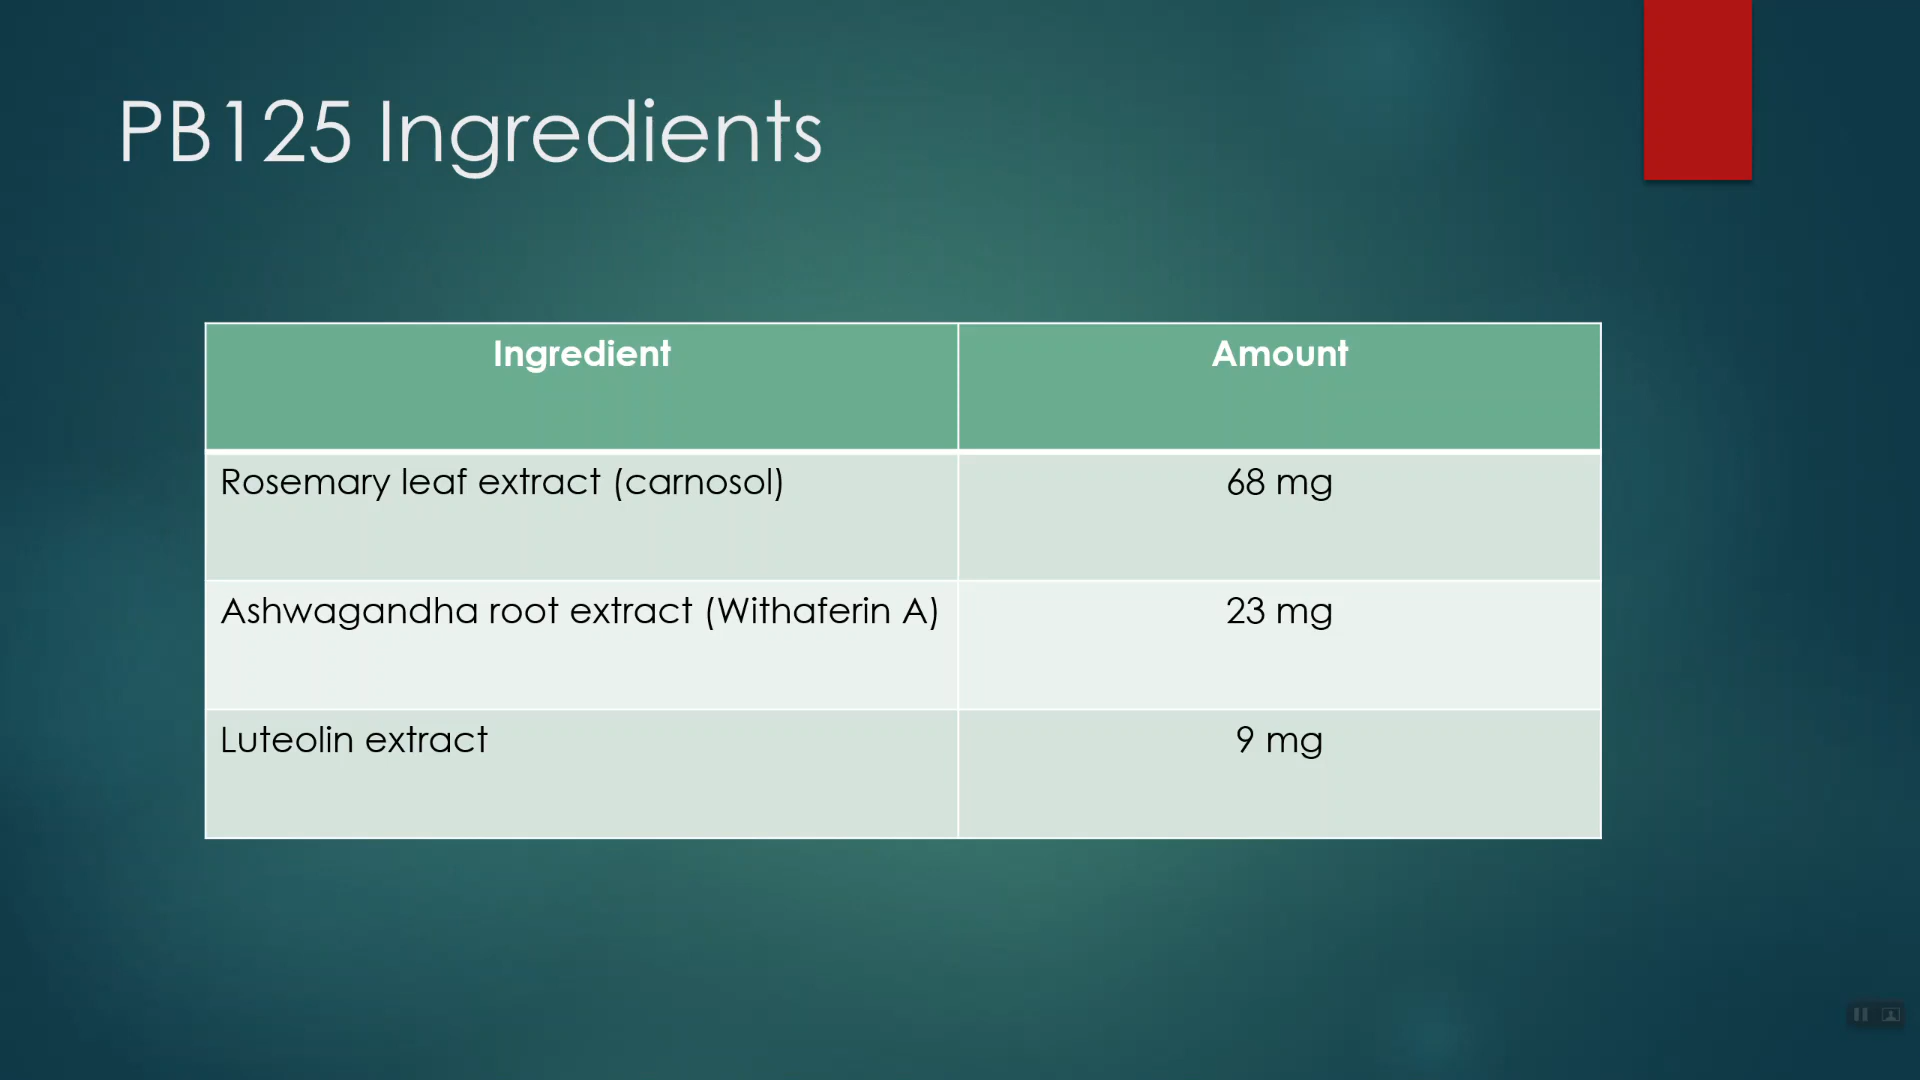 PB125 Ingredients
Ingredient Amount
Rosemary leaf extract (carnosol) 68 mg
Ashwagandha root extract (Withaferin A) 23 mg
Luteolin extract 9 mg